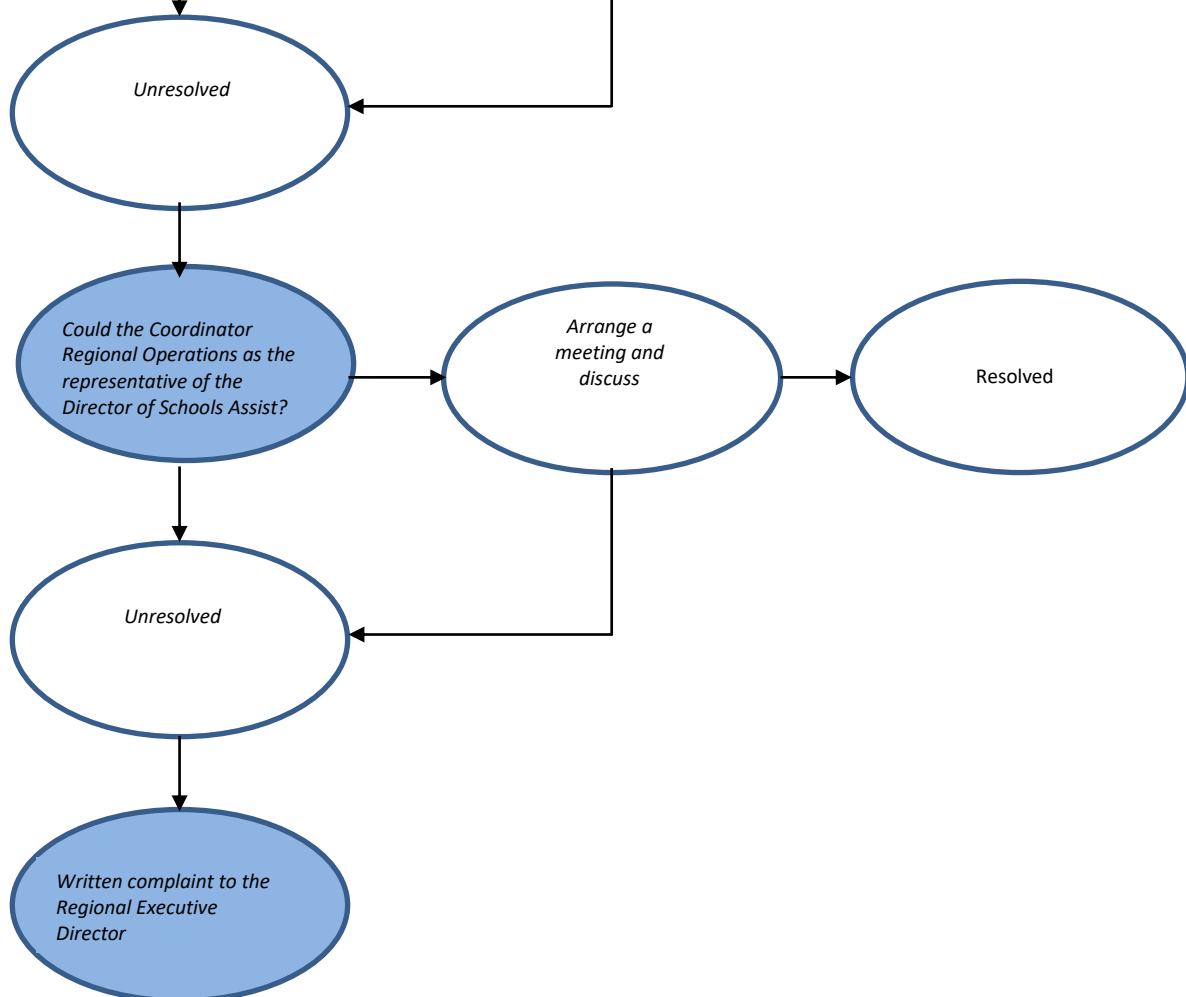 Unresolved
Could the Coordinator
Regional Operations as the
representative of the
Director of Schools Assist?
Arrange a
meeting and
discuss
Resolved
Unresolved
Written complaint to the
Regional Executive
Director